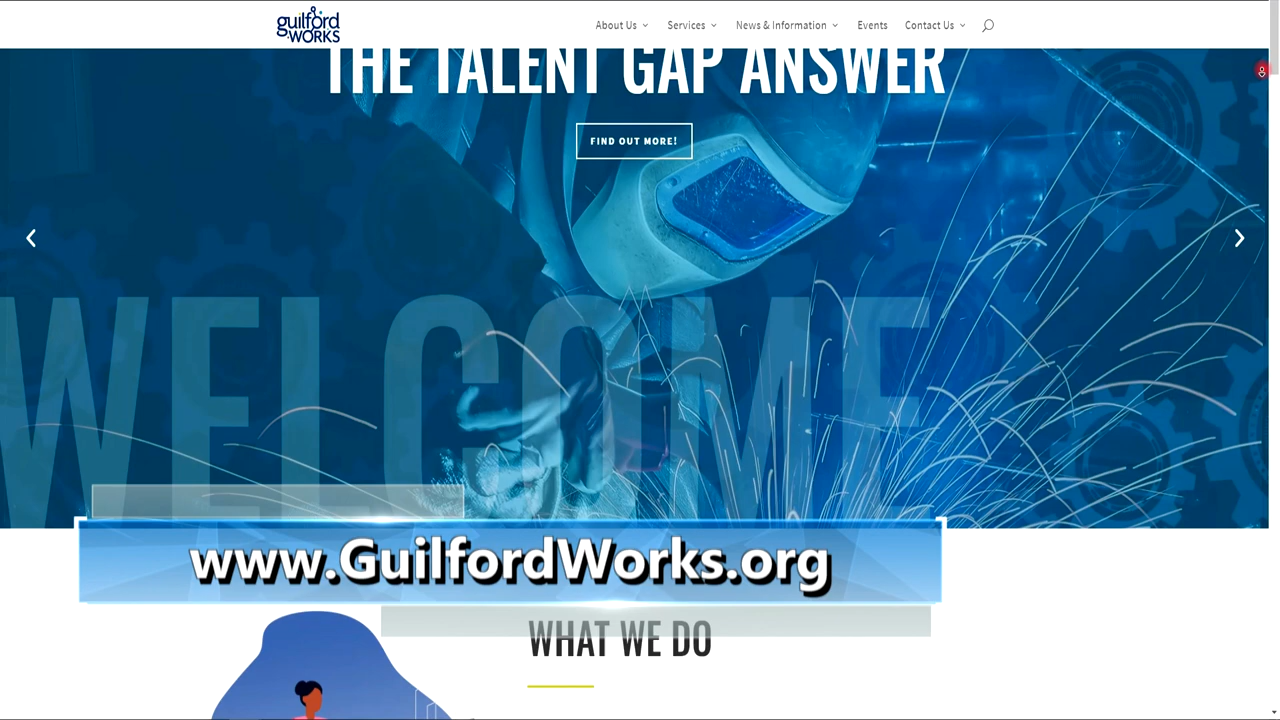 guilford
WORKS
About Us
Services
News & Information
Events
Contact Us
THE TALENT GAP ANSWER
FIND OUT MORE!
WELCOME
www.GuilfordWorks.org
WHAT WE DO